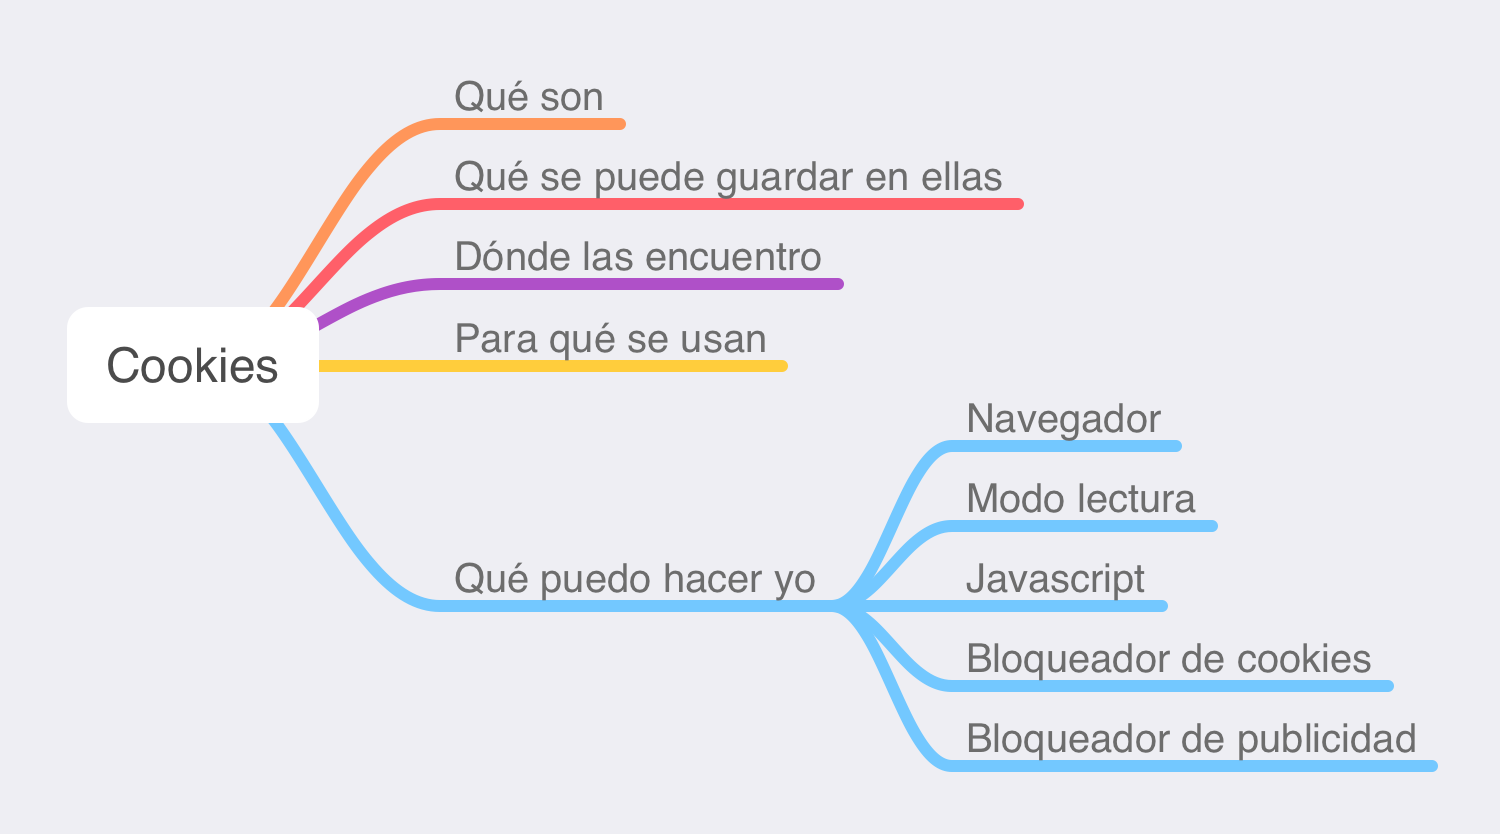 Cookies
Qué son
Qué se puede guardar en ellas
Dónde las encuentro
Para qué se usan
Qué puedo hacer yo
Navegador
Modo lectura
Javascript
Bloqueador de cookies
Bloqueador de publicidad